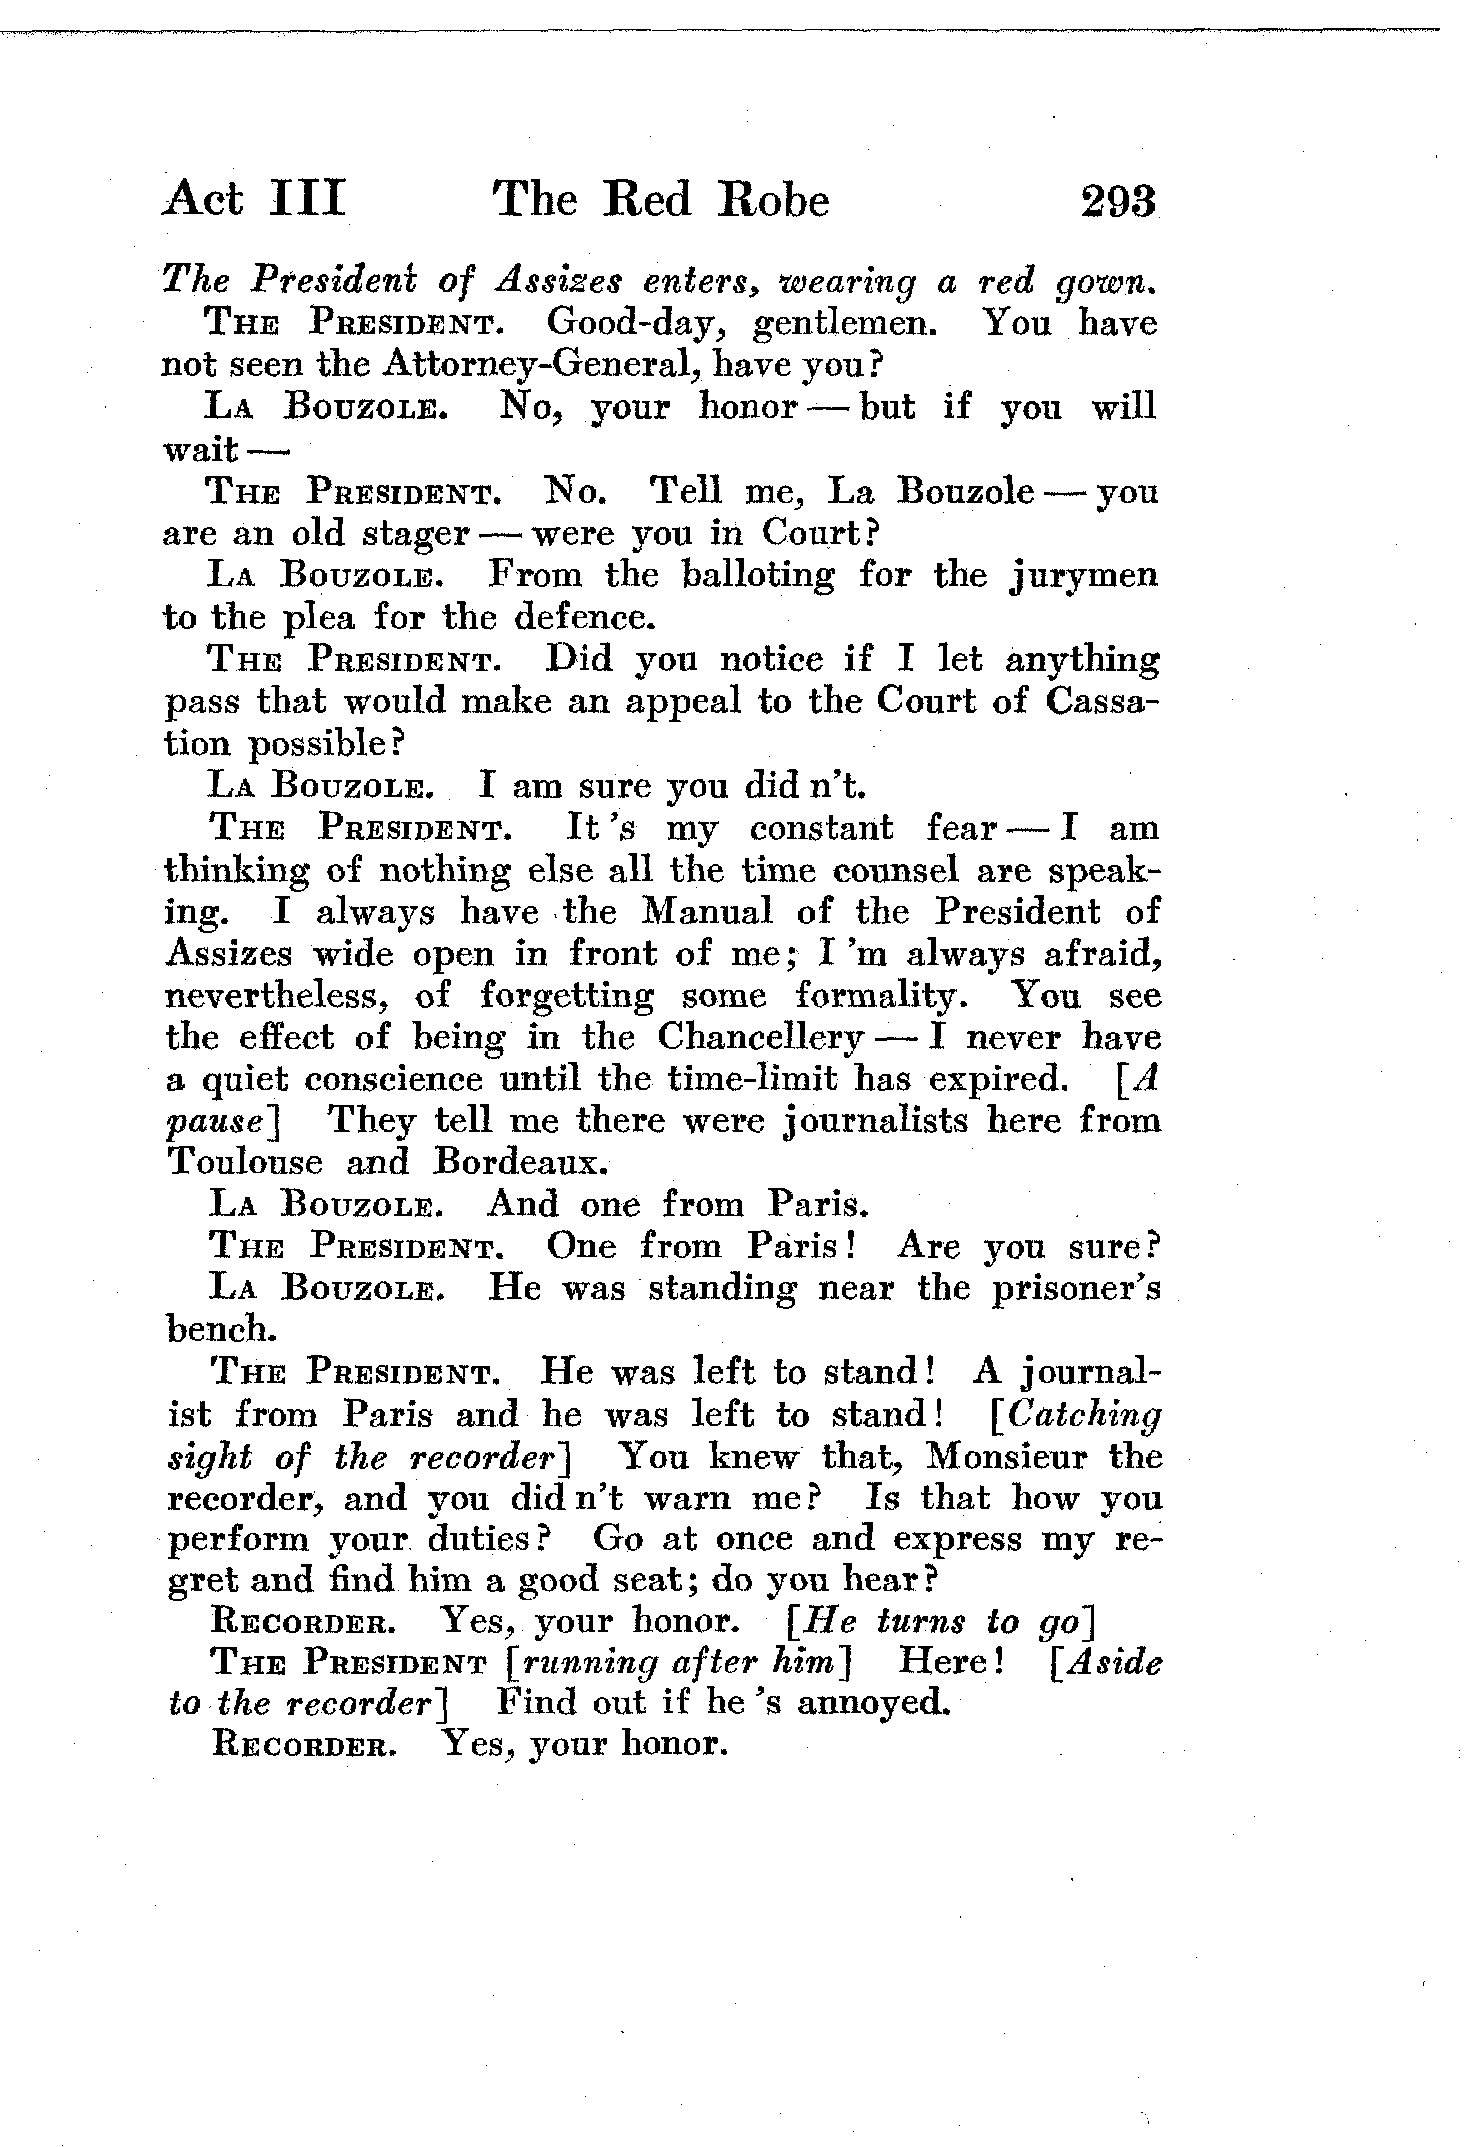 Act III The Red Robe 293
The President of Assizes enters, wearing a red gown.
THE PRESIDENT. Good-day, gentlemen. You have
not seen the Attorney-General, have you?
LA BOUZOLE. No, your honor — but if you will
wait —
THE PRESIDENT. No. Tell me, La Bouzole — you
are an old stager — were you in Court?
LA BOUZOLE. From the balloting for the jurymen
to the plea for the defence.
THE PRESIDENT. Did you notice if I let anything
pass that would make an appeal to the Court of Cassa-
tion possible?
LA BOUZOLE. I am sure you did n't.
THE PRESIDENT. It 's my constant fear — I am
thinking of nothing else all the time counsel are speak-
ing. I always have the Manual of the President of
Assizes wide open in front of me; I 'm always afraid,
nevertheless, of forgetting some formality. You see
the effect of being in the Chancellery — I never have
a quiet conscience until the time-limit has expired. [A
pause] They tell me there were journalists here from
Toulouse and Bordeaux.
LA BOUZOLE. And one from Paris.
THE PRESIDENT. One from Paris! Are you sure?
LA BOUZOLE. He was standing near the prisoner's
bench.
THE PRESIDENT. He was left to stand! A journal-
ist from Paris and he was left to stand! [Catching
sight of the recorder] You knew that, Monsieur the
recorder, and you did n't warn me? Is that how you
perform your duties? Go at once and express my re-
gret and find him a good seat; do you hear?
RECORDER. Yes, your honor. [He turns to go]
THE PRESIDENT [running after him] Here! [Aside
to the recorder] Find out if he 's annoyed.
RECORDER. Yes, your honor.